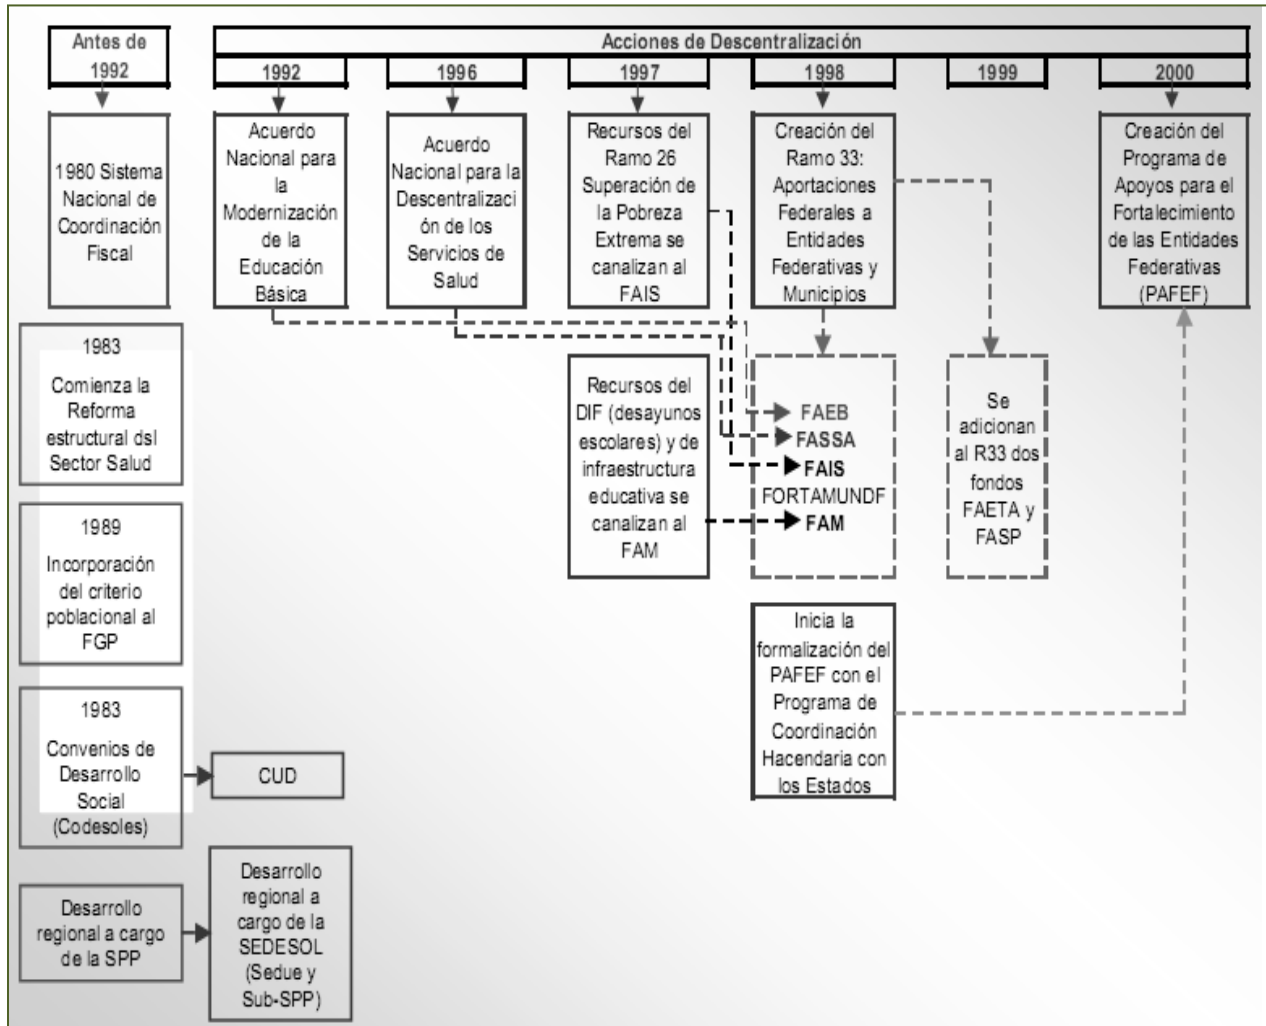 Antes de
1992
Acciones de Descentralización
1992
1996
1997
1998
1999
2000
1980 Sistema
Nacional de
Coordinación
Fiscal
Acuerdo
Nacional para
la
Modernización
de la
Educación
Básica
Acuerdo
Nacional para la
Descentralizaci
ón de los
Servicios de
Salud
Recursos del
Ramo 26
Superación de
la Pobreza
Extrema se
canalizan al
FAIS
Creación del
Ramo 33:
Aportaciones
Federales a
Entidades
Federativas y
Municipios
Creación del
Programa de
Apoyos para el
Fortalecimiento
de las Entidades
Federativas
(PAFEF)
1983
Comienza la
Reforma
estructural dsl
Sector Salud
Recursos del
DIF (desayunos
escolares) y de
infraestructura
educativa se
canalizan al
FAM
FAEB
FASSA
FAIS
FORTAMUNDF
FAM
Se
adicionan
al R33 dos
fondos
FAETA y
FASP
1989
Incorporación
del criterio
poblacional al
FGP
Inicia la
formalización del
PAFEF con el
Programa de
Coordinación
Hacendaria con
los Estados
1983
Convenios de
Desarrollo
Social
(Codesoles)
CUD
Desarrollo
regional a cargo
de la SPP
Desarrollo
regional a
cargo de la
SEDESOL
(Sedue y
Sub-SPP)